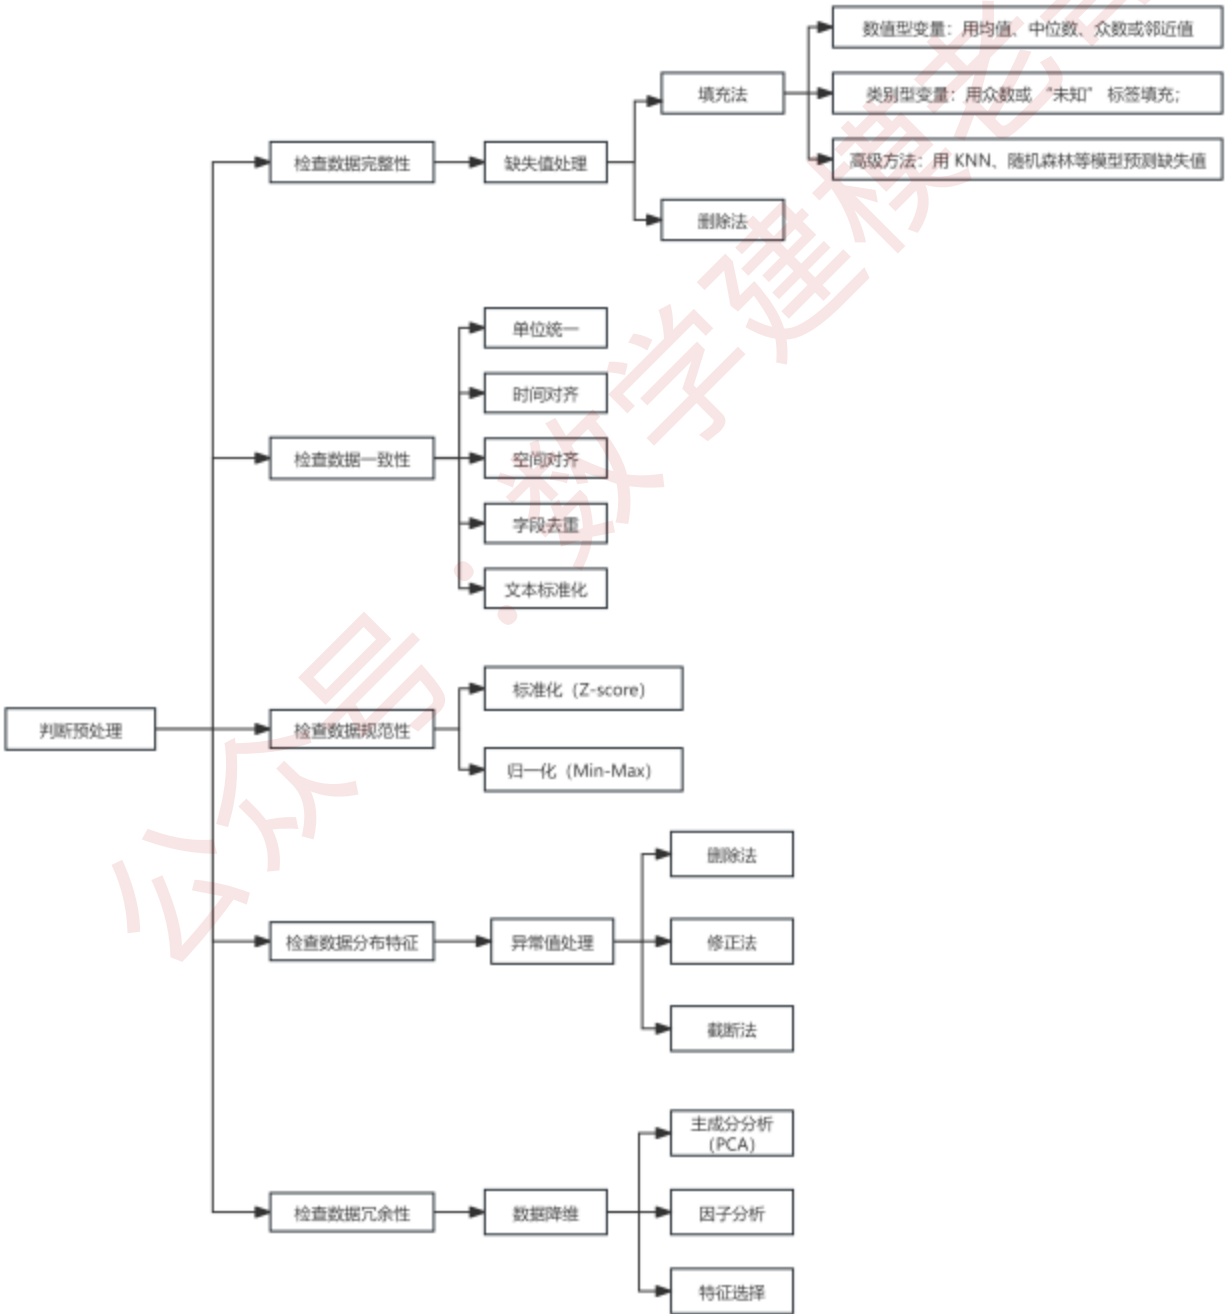 数值型变量：用均值、中位数、众数或邻近值
填充法
类别型变量：用众数或 “未知” 标签填充；
检查数据完整性
缺失值处理
高级方法：用 KNN、随机森林等模型预测缺失值
删除法
单位统一
时间对齐
检查数据一致性
空间对齐
字段去重
文本标准化
标准化（Z-score）
判断预处理
检查数据规范性
归一化（Min-Max）
删除法
检查数据分布特征
异常值处理
修正法
截断法
主成分分析
（PCA）
检查数据冗余性
数据降维
因子分析
特征选择
公众号：数学建模老